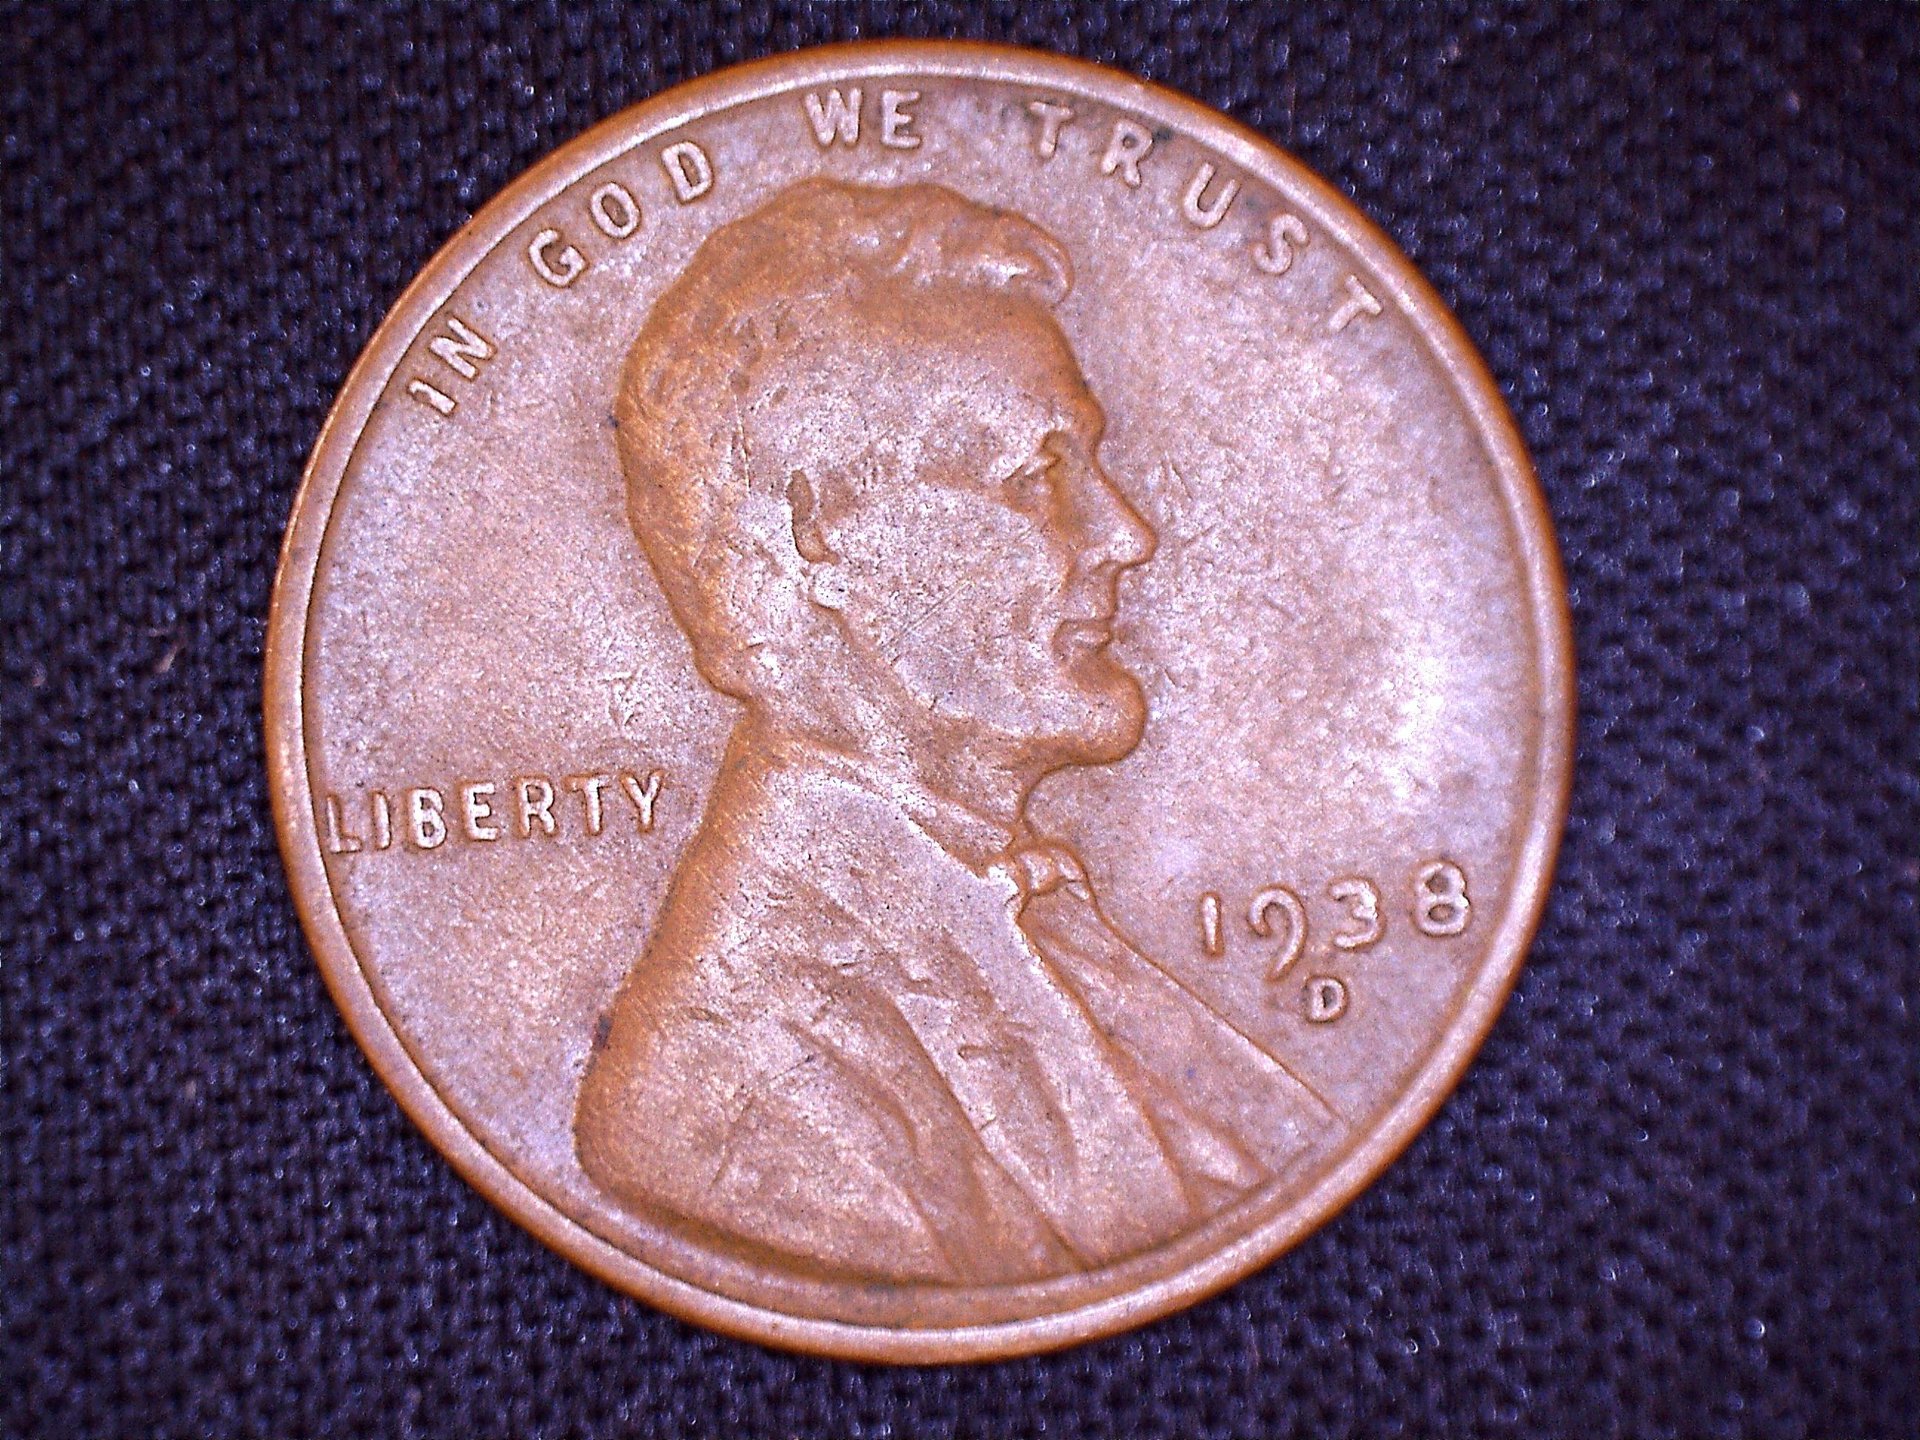 IN GOD WE TRUST
LIBERTY
1938
D